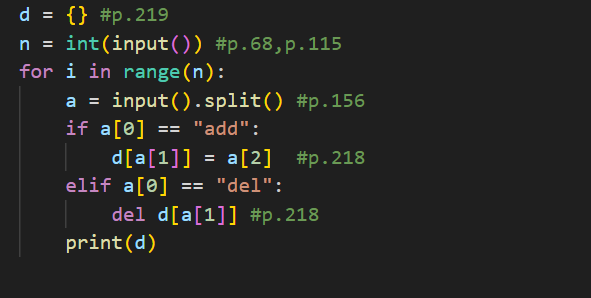 d = {} #p.219
n = int(input()) #p.68,p.115
for i in range(n):
    a = input().split() #p.156
    if a[0] == "add":
        d[a[1]] = a[2]  #p.218
    elif a[0] == "del":
        del d[a[1]] #p.218
    print(d)